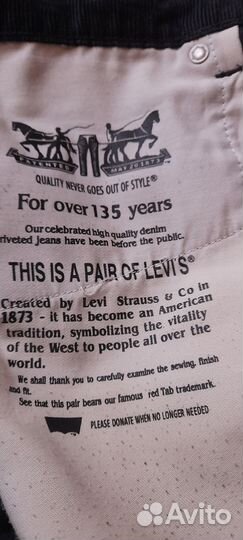 PATENTED MAY 20 1873
QUALITY NEVER GOES OUT OF STYLE®
For over 135 years
Our celebrated high quality denim
riveted jeans have been before the public.
THIS IS A PAIR OF LEVI'S®
Created by Levi Strauss & Co in
1873 - it has become an American
tradition, symbolizing the vitality
of the West to people all over the
world.
We shall thank you to carefully examine the sewing, finish
and fit.
See that this pair bears our famous red Tab trademark.
PLEASE DONATE WHEN NO LONGER NEEDED
Avito